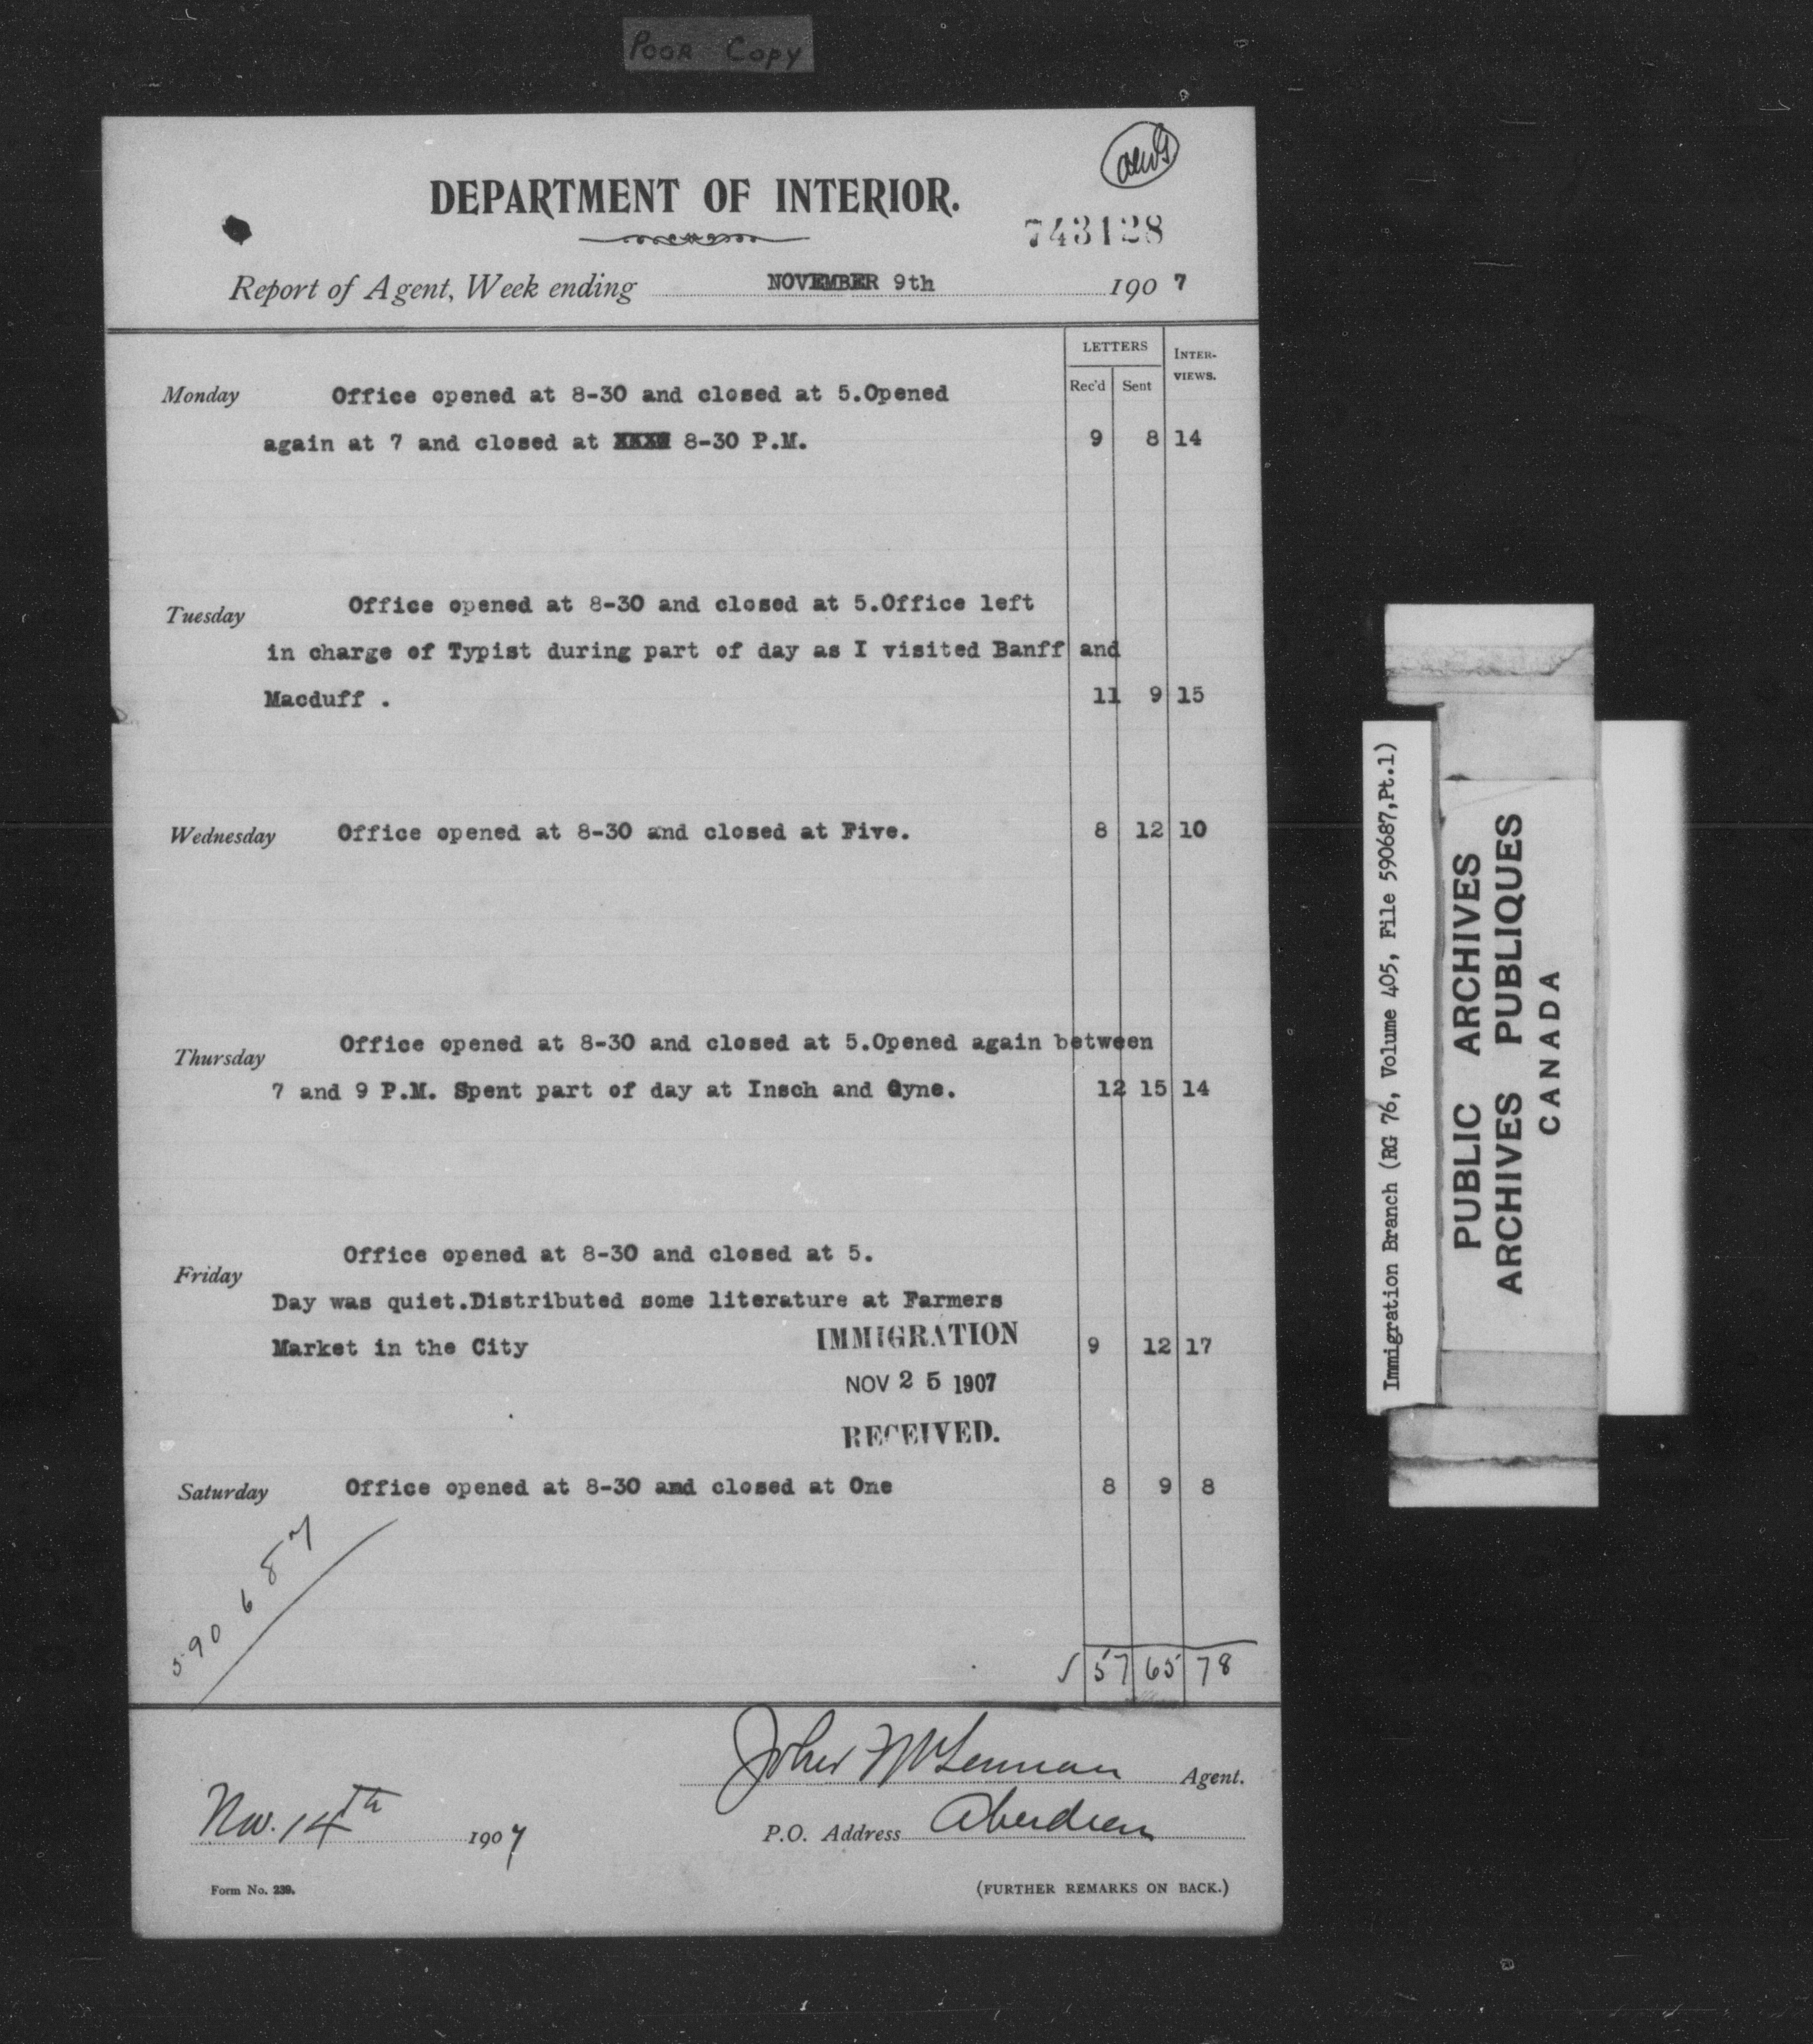 POOR COPY
DEPARTMENT OF INTERIOR.
743128
Report of Agent, Week ending NOVEMBER 9th 1907
LETTERS
INTER-
VIEWS.
Rec'd Sent
Monday Office opened at 8-30 and closed at 5.Opened
again at 7 and closed at XXXX 8-30 P.M. 9 8 14
Tuesday Office opened at 8-30 and closed at 5.Office left
in charge of Typist during part of day as I visited Banff and
Macduff . 11 9 15
Wednesday Office opened at 8-30 and closed at Five. 8 12 10
Thursday Office opened at 8-30 and closed at 5.Opened again between
7 and 9 P.M. Spent part of day at Insch and Oyne. 12 15 14
Friday Office opened at 8-30 and closed at 5.
Day was quiet.Distributed some literature at Farmers
Market in the City 9 12 17
IMMIGRATION
NOV 25 1907
RECEIVED.
Saturday Office opened at 8-30 and closed at One 8 9 8
590687
57 65 78
John McLennan Agent.
Nov. 14th 1907
P.O. Address Aberdeen
Form No. 239.
(FURTHER REMARKS ON BACK.)
Immigration Branch (RG 76, Volume 405, File 590687,Pt.1)
PUBLIC ARCHIVES
ARCHIVES PUBLIQUES
CANADA